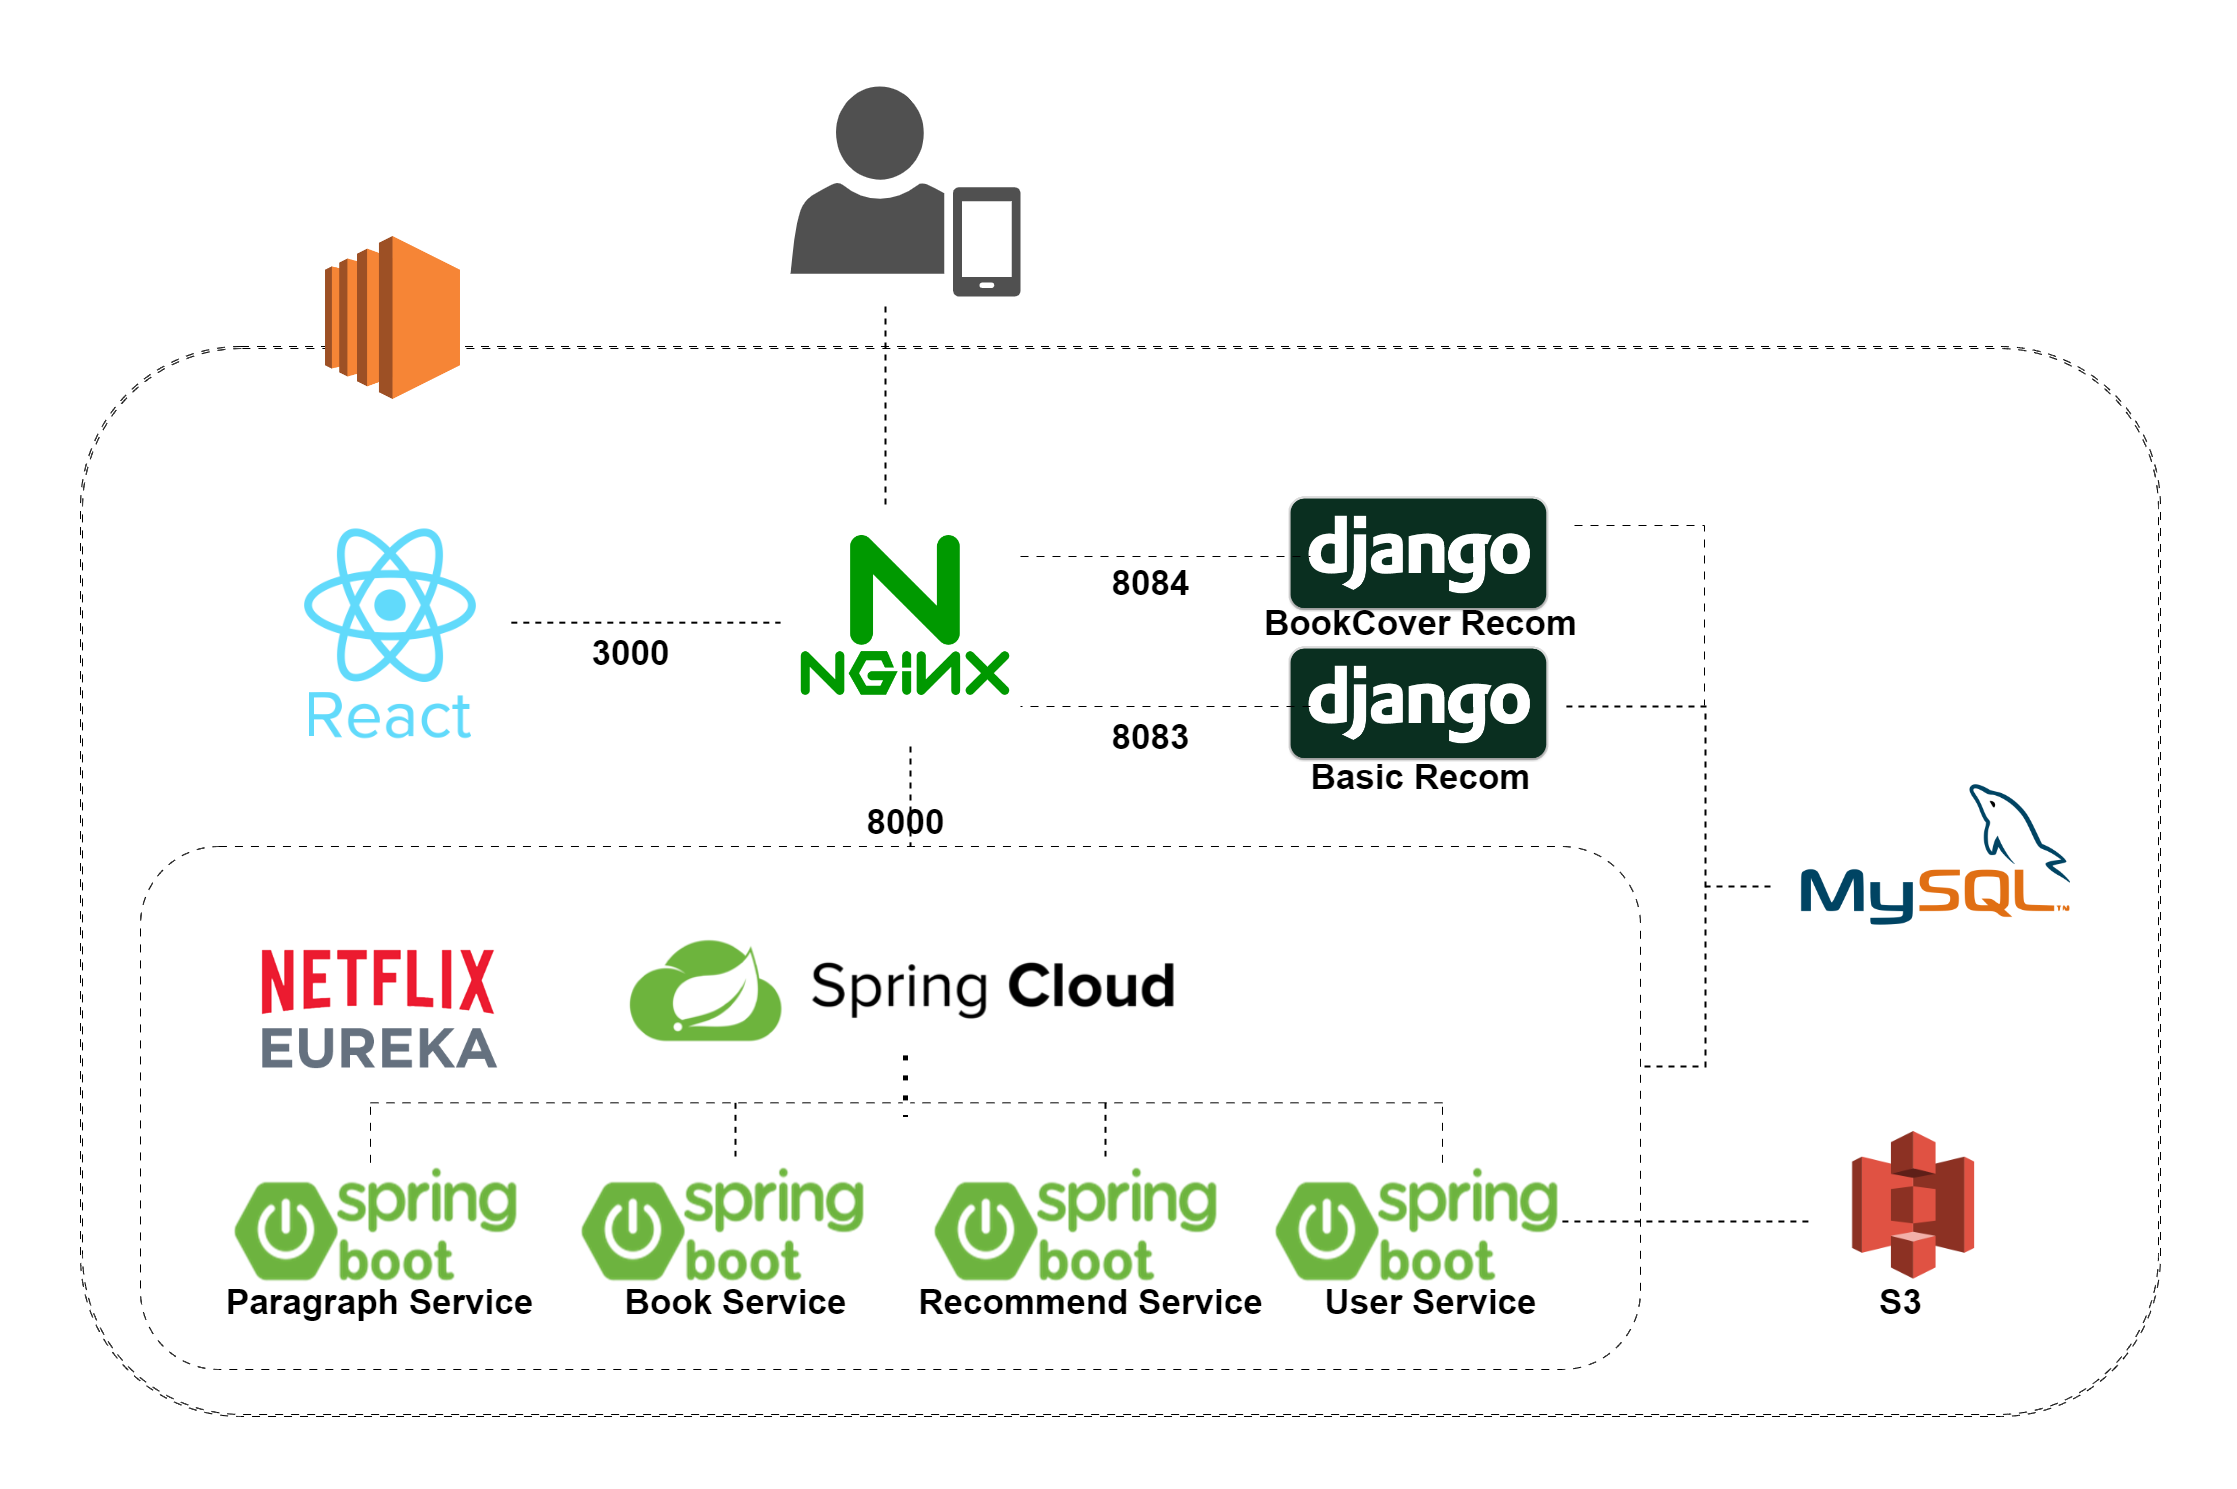 django
8084
BookCover Recom
NGiNX
React
3000
django
8083
Basic Recom
8000
MySQL™
NETFLIX
EUREKA
Spring Cloud
spring
boot
Paragraph Service
spring
boot
Book Service
spring
boot
Recommend Service
spring
boot
User Service
S3